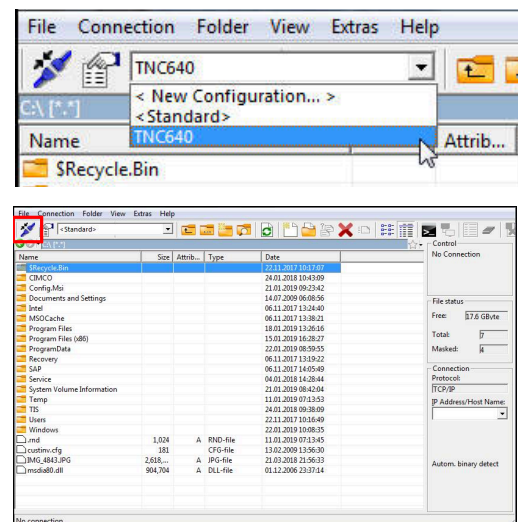 File Connection Folder View Extras Help
TNC640
< New Configuration... >
C:\ [*.*]
<Standard>
Name TNC640 Attrib...
$Recycle.Bin
File Connection Folder View Extras Help
<Standard>
Control
No Connection
Name Size Attrib... Type Date
$Recycle.Bin 22.11.2017 10:17:07
CIMCO 24.01.2018 10:43:09
Config.Msi 21.01.2019 09:23:42
Documents and Settings 14.07.2009 06:08:56
Intel 06.11.2017 13:24:40
MSOCache 06.11.2017 13:38:21
Program Files 18.01.2019 13:26:16
Program Files (x86) 15.01.2019 16:28:27
ProgramData 22.01.2019 08:59:55
Recovery 06.11.2017 13:19:22
SAP 06.11.2017 14:05:49
Service 04.01.2018 14:28:44
System Volume Information 21.01.2019 08:42:04
Temp 11.01.2019 07:13:53
TIS 24.01.2018 09:38:09
Users 22.11.2017 10:16:49
Windows 22.01.2019 10:08:35
.rnd 1,024 A RND-file 11.01.2019 07:13:45
custinv.cfg 181 CFG-file 13.02.2009 13:56:30
IMG_4843.JPG 2,618,... A JPG-file 21.03.2018 21:56:33
msdia80.dll 904,704 A DLL-file 01.12.2006 23:37:14
File status
Free: 17.6 GByte
Total: 7
Masked: 4
Connection
Protocol:
TCP/IP
IP Address/Host Name:
Autom. binary detect
No connection